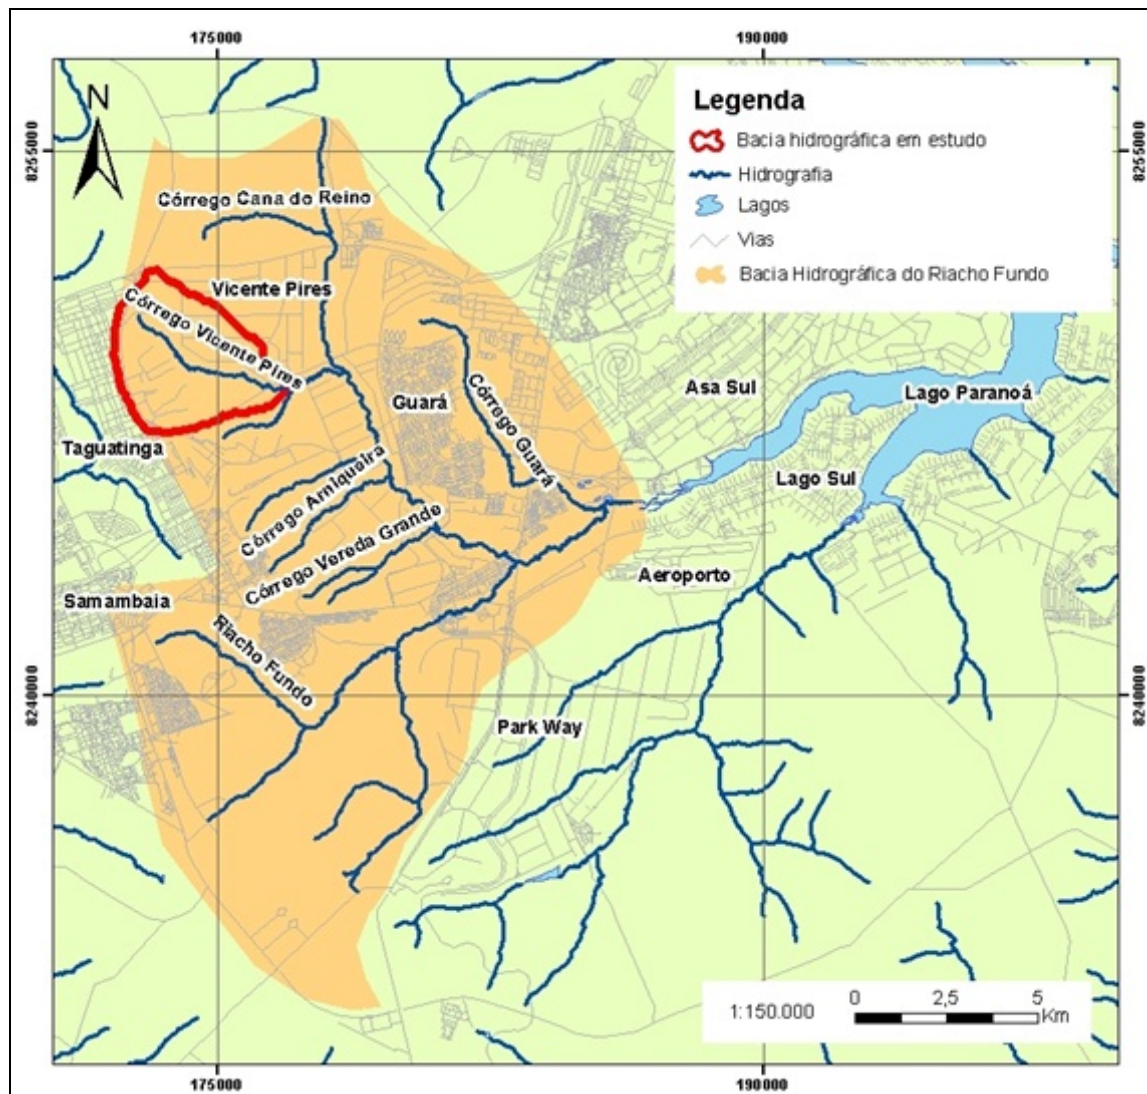 175000
190000
N
8255000
8255000
Legenda
Bacia hidrográfica em estudo
Hidrografia
Lagos
Vias
Bacia Hidrográfica do Riacho Fundo
Córrego Cana do Reino
Vicente Pires
Córrego Vicente Pires
Guará
Córrego Guará
Asa Sul
Lago Paranoá
Taguatinga
Lago Sul
Córrego Arniqueira
Córrego Vereda Grande
Aeroporto
Samambaia
Riacho Fundo
8240000
8240000
Park Way
1:150.000
0 2,5 5
Km
175000
190000